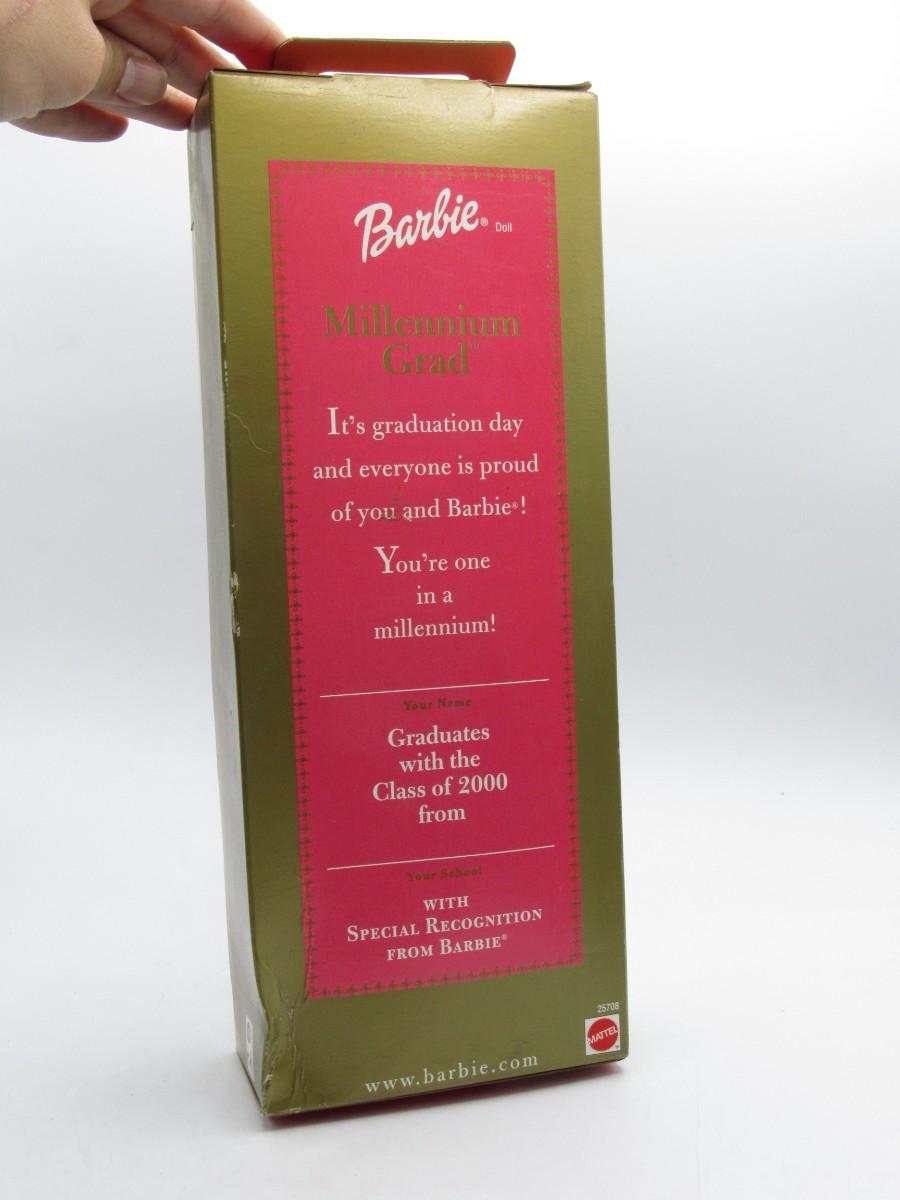 Barbie® Doll
Millennium
Grad™
It's graduation day
and everyone is proud
of you and Barbie®!
You're one
in a
millennium!
Your Name
Graduates
with the
Class of 2000
from
Your School
WITH
SPECIAL RECOGNITION
FROM BARBIE®
25708
MATTEL
www.barbie.com